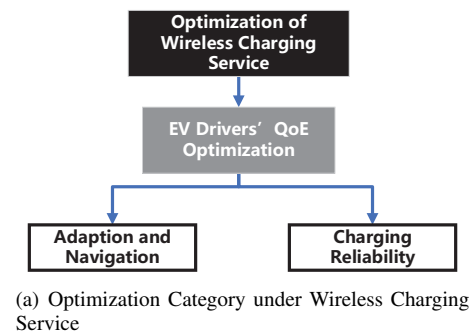 Optimization of
Wireless Charging
Service
EV Drivers’ QoE
Optimization
Adaption and
Navigation
Charging
Reliability
(a) Optimization Category under Wireless Charging
Service